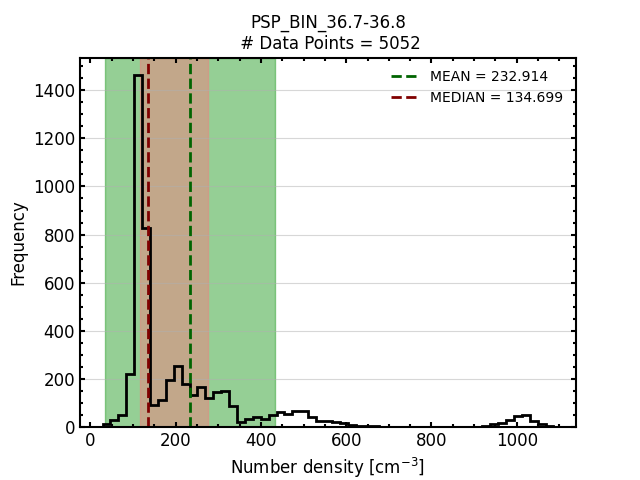 PSP_BIN_36.7-36.8
# Data Points = 5052
MEAN = 232.914
MEDIAN = 134.699
1400
1200
1000
800
600
400
200
0
Frequency
0 200 400 600 800 1000
Number density [cm⁻³]